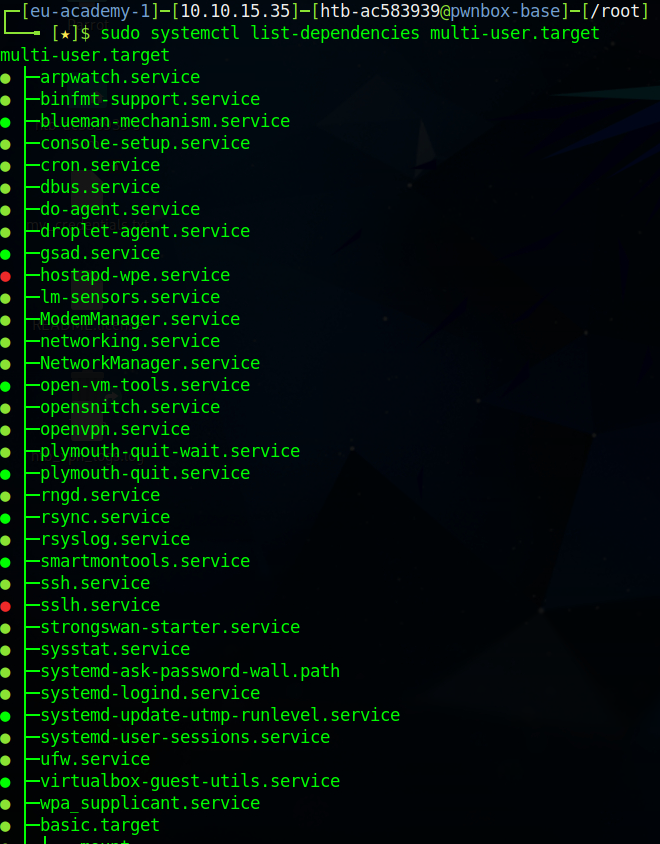 ┌─[eu-academy-1]─[10.10.15.35]─[htb-ac583939@pwnbox-base]─[/root]
└──╼ [★]$ sudo systemctl list-dependencies multi-user.target
multi-user.target
● ├─arpwatch.service
● ├─binfmt-support.service
● ├─blueman-mechanism.service
● ├─console-setup.service
● ├─cron.service
● ├─dbus.service
● ├─do-agent.service
● ├─droplet-agent.service
● ├─gsad.service
● ├─hostapd-wpe.service
● ├─lm-sensors.service
● ├─ModemManager.service
● ├─networking.service
● ├─NetworkManager.service
● ├─open-vm-tools.service
● ├─opensnitch.service
● ├─openvpn.service
● ├─plymouth-quit-wait.service
● ├─plymouth-quit.service
● ├─rngd.service
● ├─rsync.service
● ├─rsyslog.service
● ├─smartmontools.service
● ├─ssh.service
● ├─sslh.service
● ├─strongswan-starter.service
● ├─sysstat.service
● ├─systemd-ask-password-wall.path
● ├─systemd-logind.service
● ├─systemd-update-utmp-runlevel.service
● ├─systemd-user-sessions.service
● ├─ufw.service
● ├─virtualbox-guest-utils.service
● ├─wpa_supplicant.service
● ├─basic.target